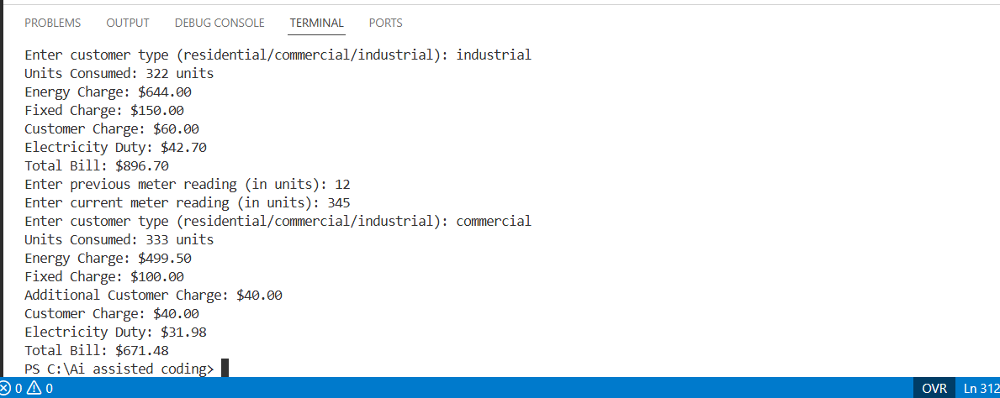 PROBLEMS OUTPUT DEBUG CONSOLE TERMINAL PORTS
Enter customer type (residential/commercial/industrial): industrial
Units Consumed: 322 units
Energy Charge: $644.00
Fixed Charge: $150.00
Customer Charge: $60.00
Electricity Duty: $42.70
Total Bill: $896.70
Enter previous meter reading (in units): 12
Enter current meter reading (in units): 345
Enter customer type (residential/commercial/industrial): commercial
Units Consumed: 333 units
Energy Charge: $499.50
Fixed Charge: $100.00
Additional Customer Charge: $40.00
Customer Charge: $40.00
Electricity Duty: $31.98
Total Bill: $671.48
PS C:\Ai assisted coding>
0 0 OVR Ln 312